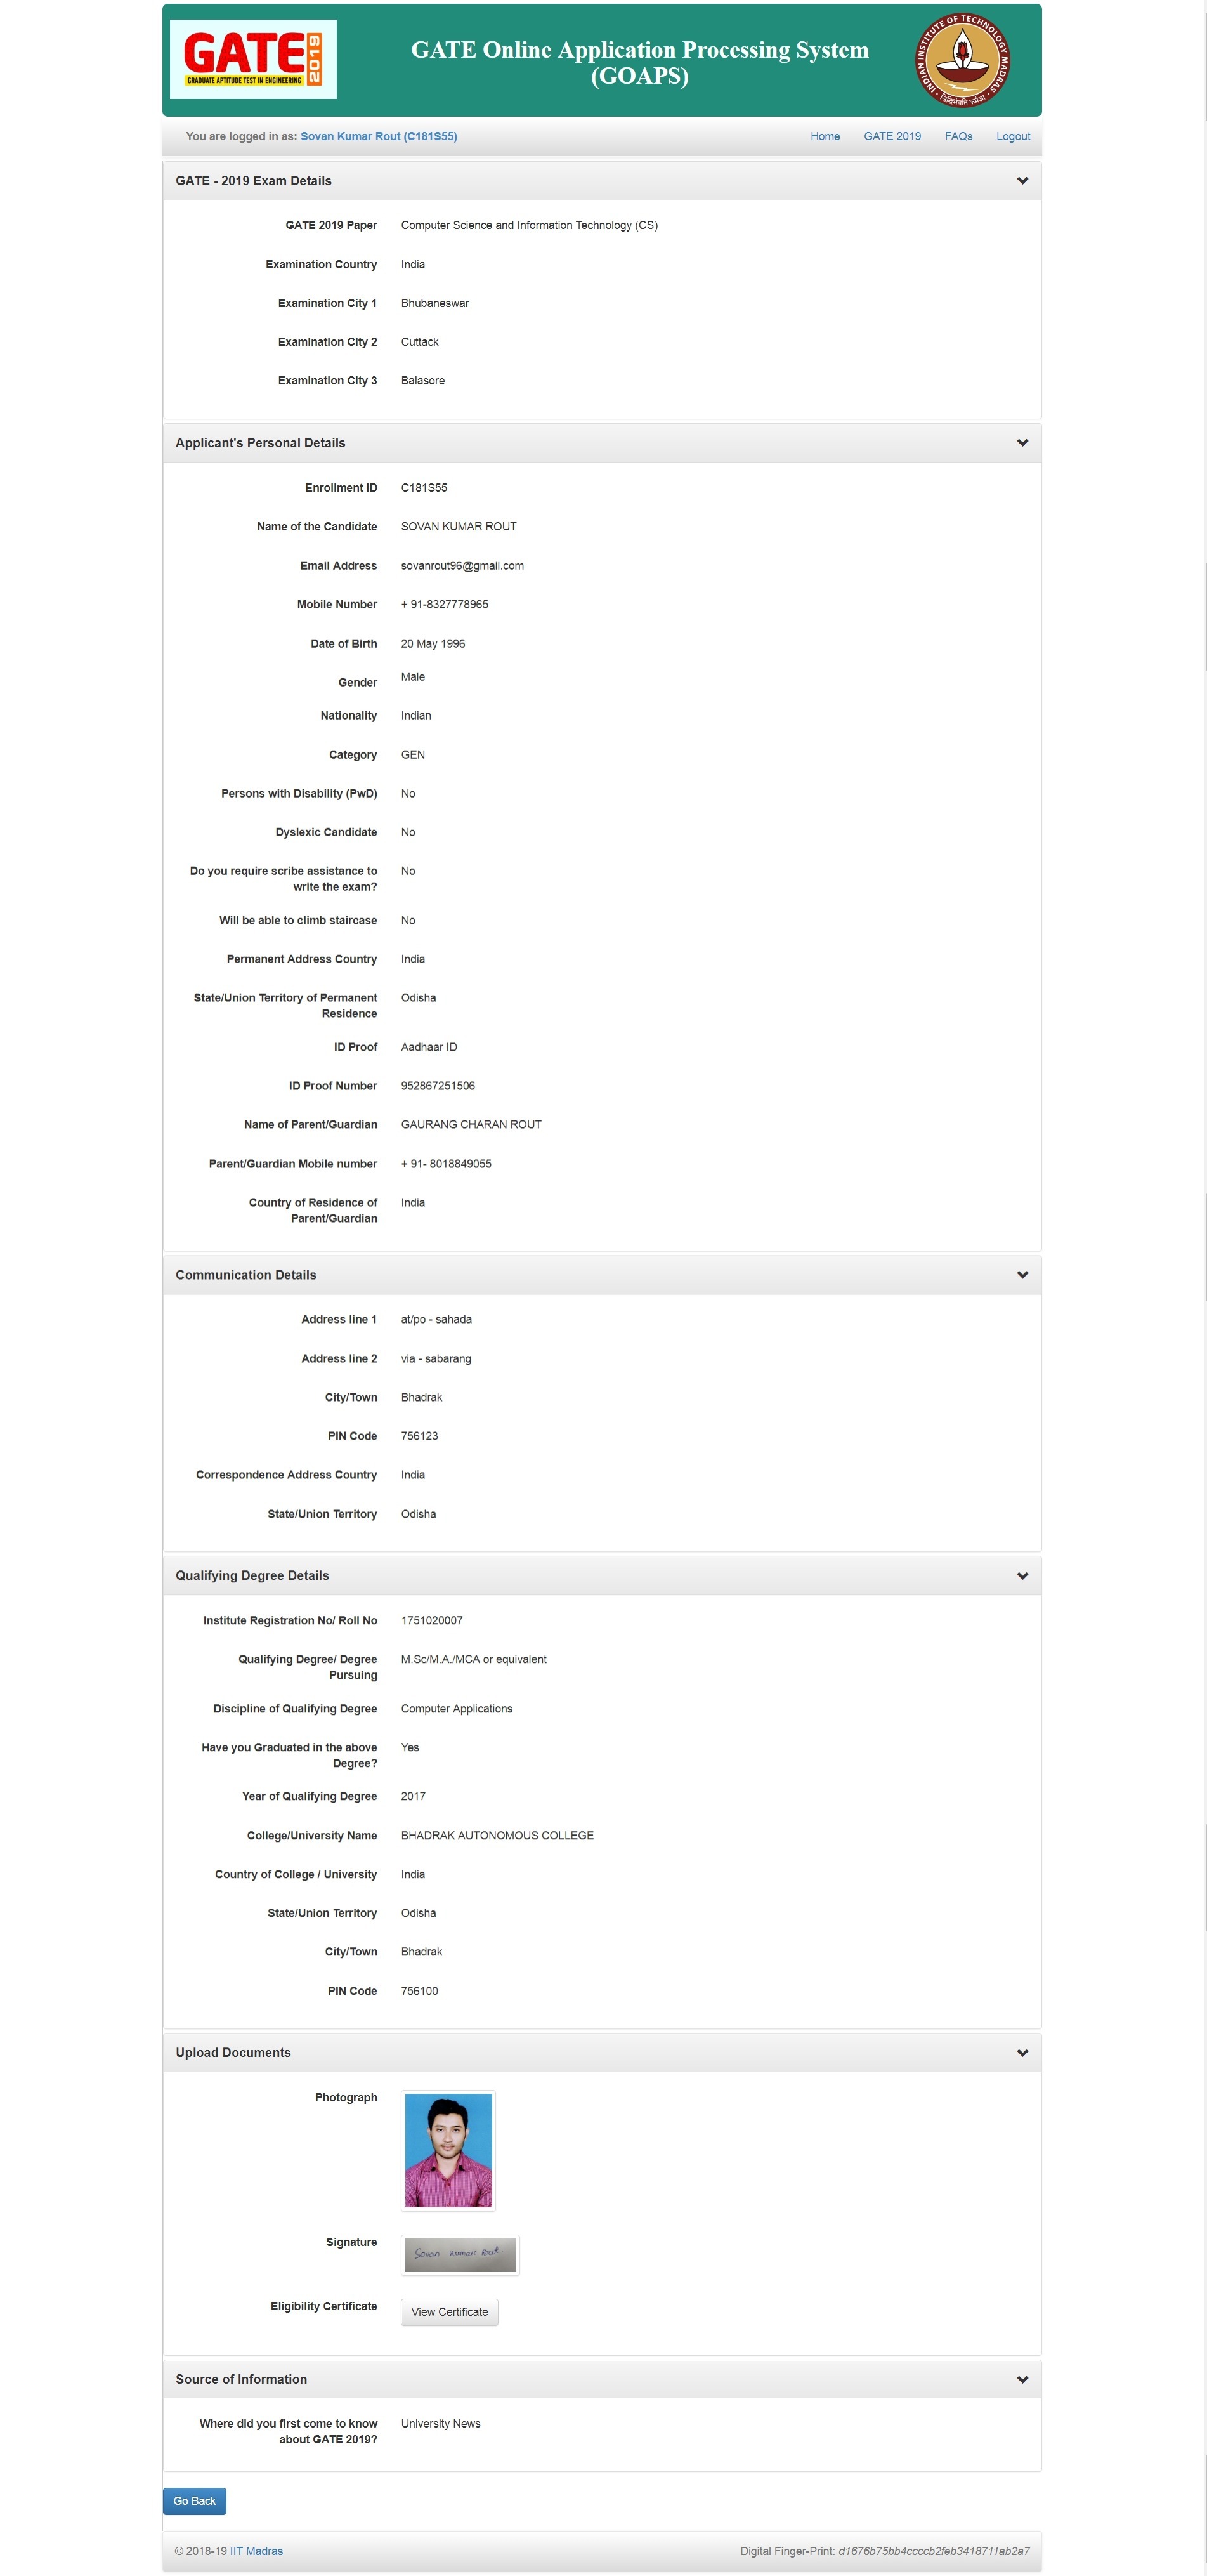 GATE 2019
GRADUATE APTITUDE TEST IN ENGINEERING
GATE Online Application Processing System
(GOAPS)
INDIAN INSTITUTE OF TECHNOLOGY MADRAS
सिद्धिर्भवति कर्मजा
You are logged in as: Sovan Kumar Rout (C181S55)
Home GATE 2019 FAQs Logout
GATE - 2019 Exam Details
GATE 2019 Paper Computer Science and Information Technology (CS)
Examination Country India
Examination City 1 Bhubaneswar
Examination City 2 Cuttack
Examination City 3 Balasore
Applicant's Personal Details
Enrollment ID C181S55
Name of the Candidate SOVAN KUMAR ROUT
Email Address sovanrout96@gmail.com
Mobile Number + 91-8327778965
Date of Birth 20 May 1996
Gender Male
Nationality Indian
Category GEN
Persons with Disability (PwD) No
Dyslexic Candidate No
Do you require scribe assistance to No
write the exam?
Will be able to climb staircase No
Permanent Address Country India
State/Union Territory of Permanent Odisha
Residence
ID Proof Aadhaar ID
ID Proof Number 952867251506
Name of Parent/Guardian GAURANG CHARAN ROUT
Parent/Guardian Mobile number + 91- 8018849055
Country of Residence of India
Parent/Guardian
Communication Details
Address line 1 at/po - sahada
Address line 2 via - sabarang
City/Town Bhadrak
PIN Code 756123
Correspondence Address Country India
State/Union Territory Odisha
Qualifying Degree Details
Institute Registration No/ Roll No 1751020007
Qualifying Degree/ Degree M.Sc/M.A./MCA or equivalent
Pursuing
Discipline of Qualifying Degree Computer Applications
Have you Graduated in the above Yes
Degree?
Year of Qualifying Degree 2017
College/University Name BHADRAK AUTONOMOUS COLLEGE
Country of College / University India
State/Union Territory Odisha
City/Town Bhadrak
PIN Code 756100
Upload Documents
Photograph
Signature Sovan Kumar Rout.
Eligibility Certificate View Certificate
Source of Information
Where did you first come to know University News
about GATE 2019?
Go Back
© 2018-19 IIT Madras Digital Finger-Print: d1676b75bb4ccccb2feb3418711ab2a7